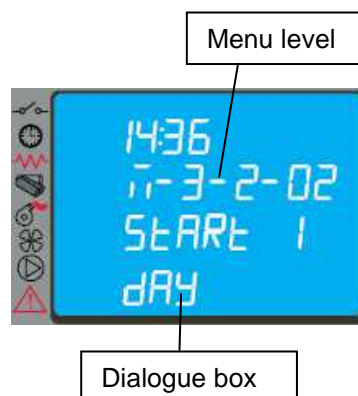 Menu level
14:36
m-3-2-02
StARt 1
dAY
Dialogue box